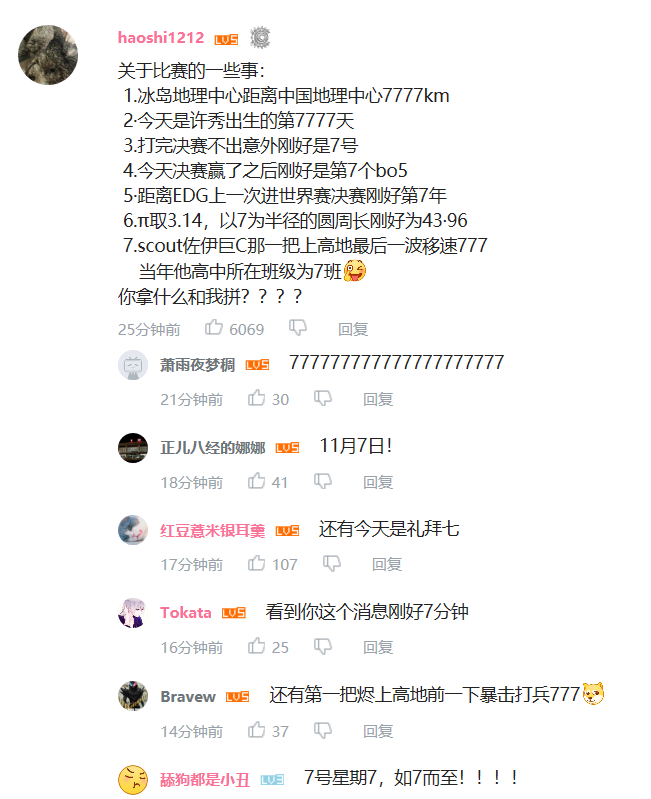 haoshi1212 LV5
关于比赛的一些事：
1.冰岛地理中心距离中国地理中心7777km
2·今天是许秀出生的第7777天
3.打完决赛不出意外刚好是7号
4.今天决赛赢了之后刚好是第7个bo5
5·距离EDG上一次进世界赛决赛刚好第7年
6.π取3.14，以7为半径的圆周长刚好为43·96
7.scout佐伊巨C那一把上高地最后一波移速777
当年他高中所在班级为7班
你拿什么和我拼？？？？
25分钟前 6069 回复
萧雨夜梦稠 LV5 777777777777777777777
21分钟前 30 回复
正儿八经的娜娜 LV5 11月7日！
18分钟前 41 回复
红豆薏米银耳羹 LV5 还有今天是礼拜七
17分钟前 107 回复
Tokata LV5 看到你这个消息刚好7分钟
16分钟前 25 回复
Bravew LV5 还有第一把烬上高地前一下暴击打兵777
14分钟前 37 回复
舔狗都是小丑 LV3 7号星期7，如7而至！！！！